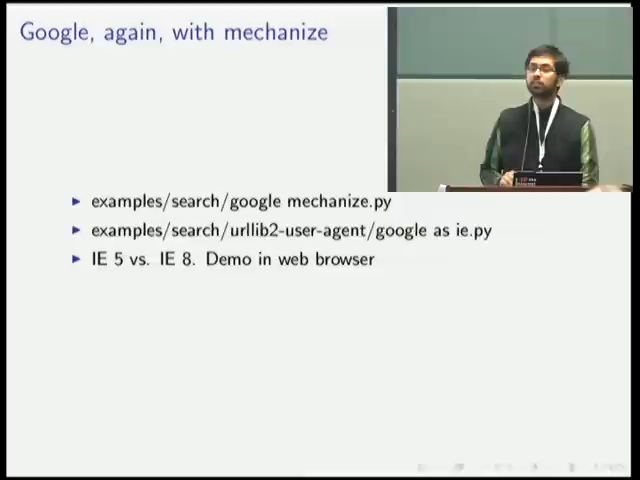 Google, again, with mechanize
examples/search/google mechanize.py
examples/search/urllib2-user-agent/google as ie.py
IE 5 vs. IE 8. Demo in web browser